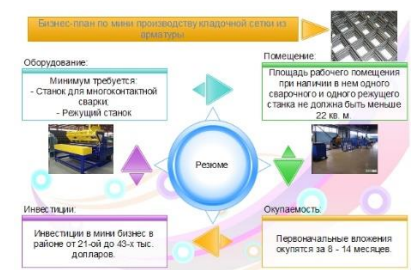 Бизнес-план по мини производству кладочной сетки из
арматуры
Оборудование:
Минимум требуется:
- Станок для многоконтактной
сварки;
- Режущий станок
Помещение:
Площадь рабочего помещения
при наличии в нем одного
сварочного и одного режущего
станка не должна быть меньше
22 кв. м.
Резюме
Инвестиции:
Инвестиции в мини бизнес в
районе от 21-ой до 43-х тыс.
долларов.
Окупаемость:
Первоначальные вложения
окупятся за 8 - 14 месяцев.